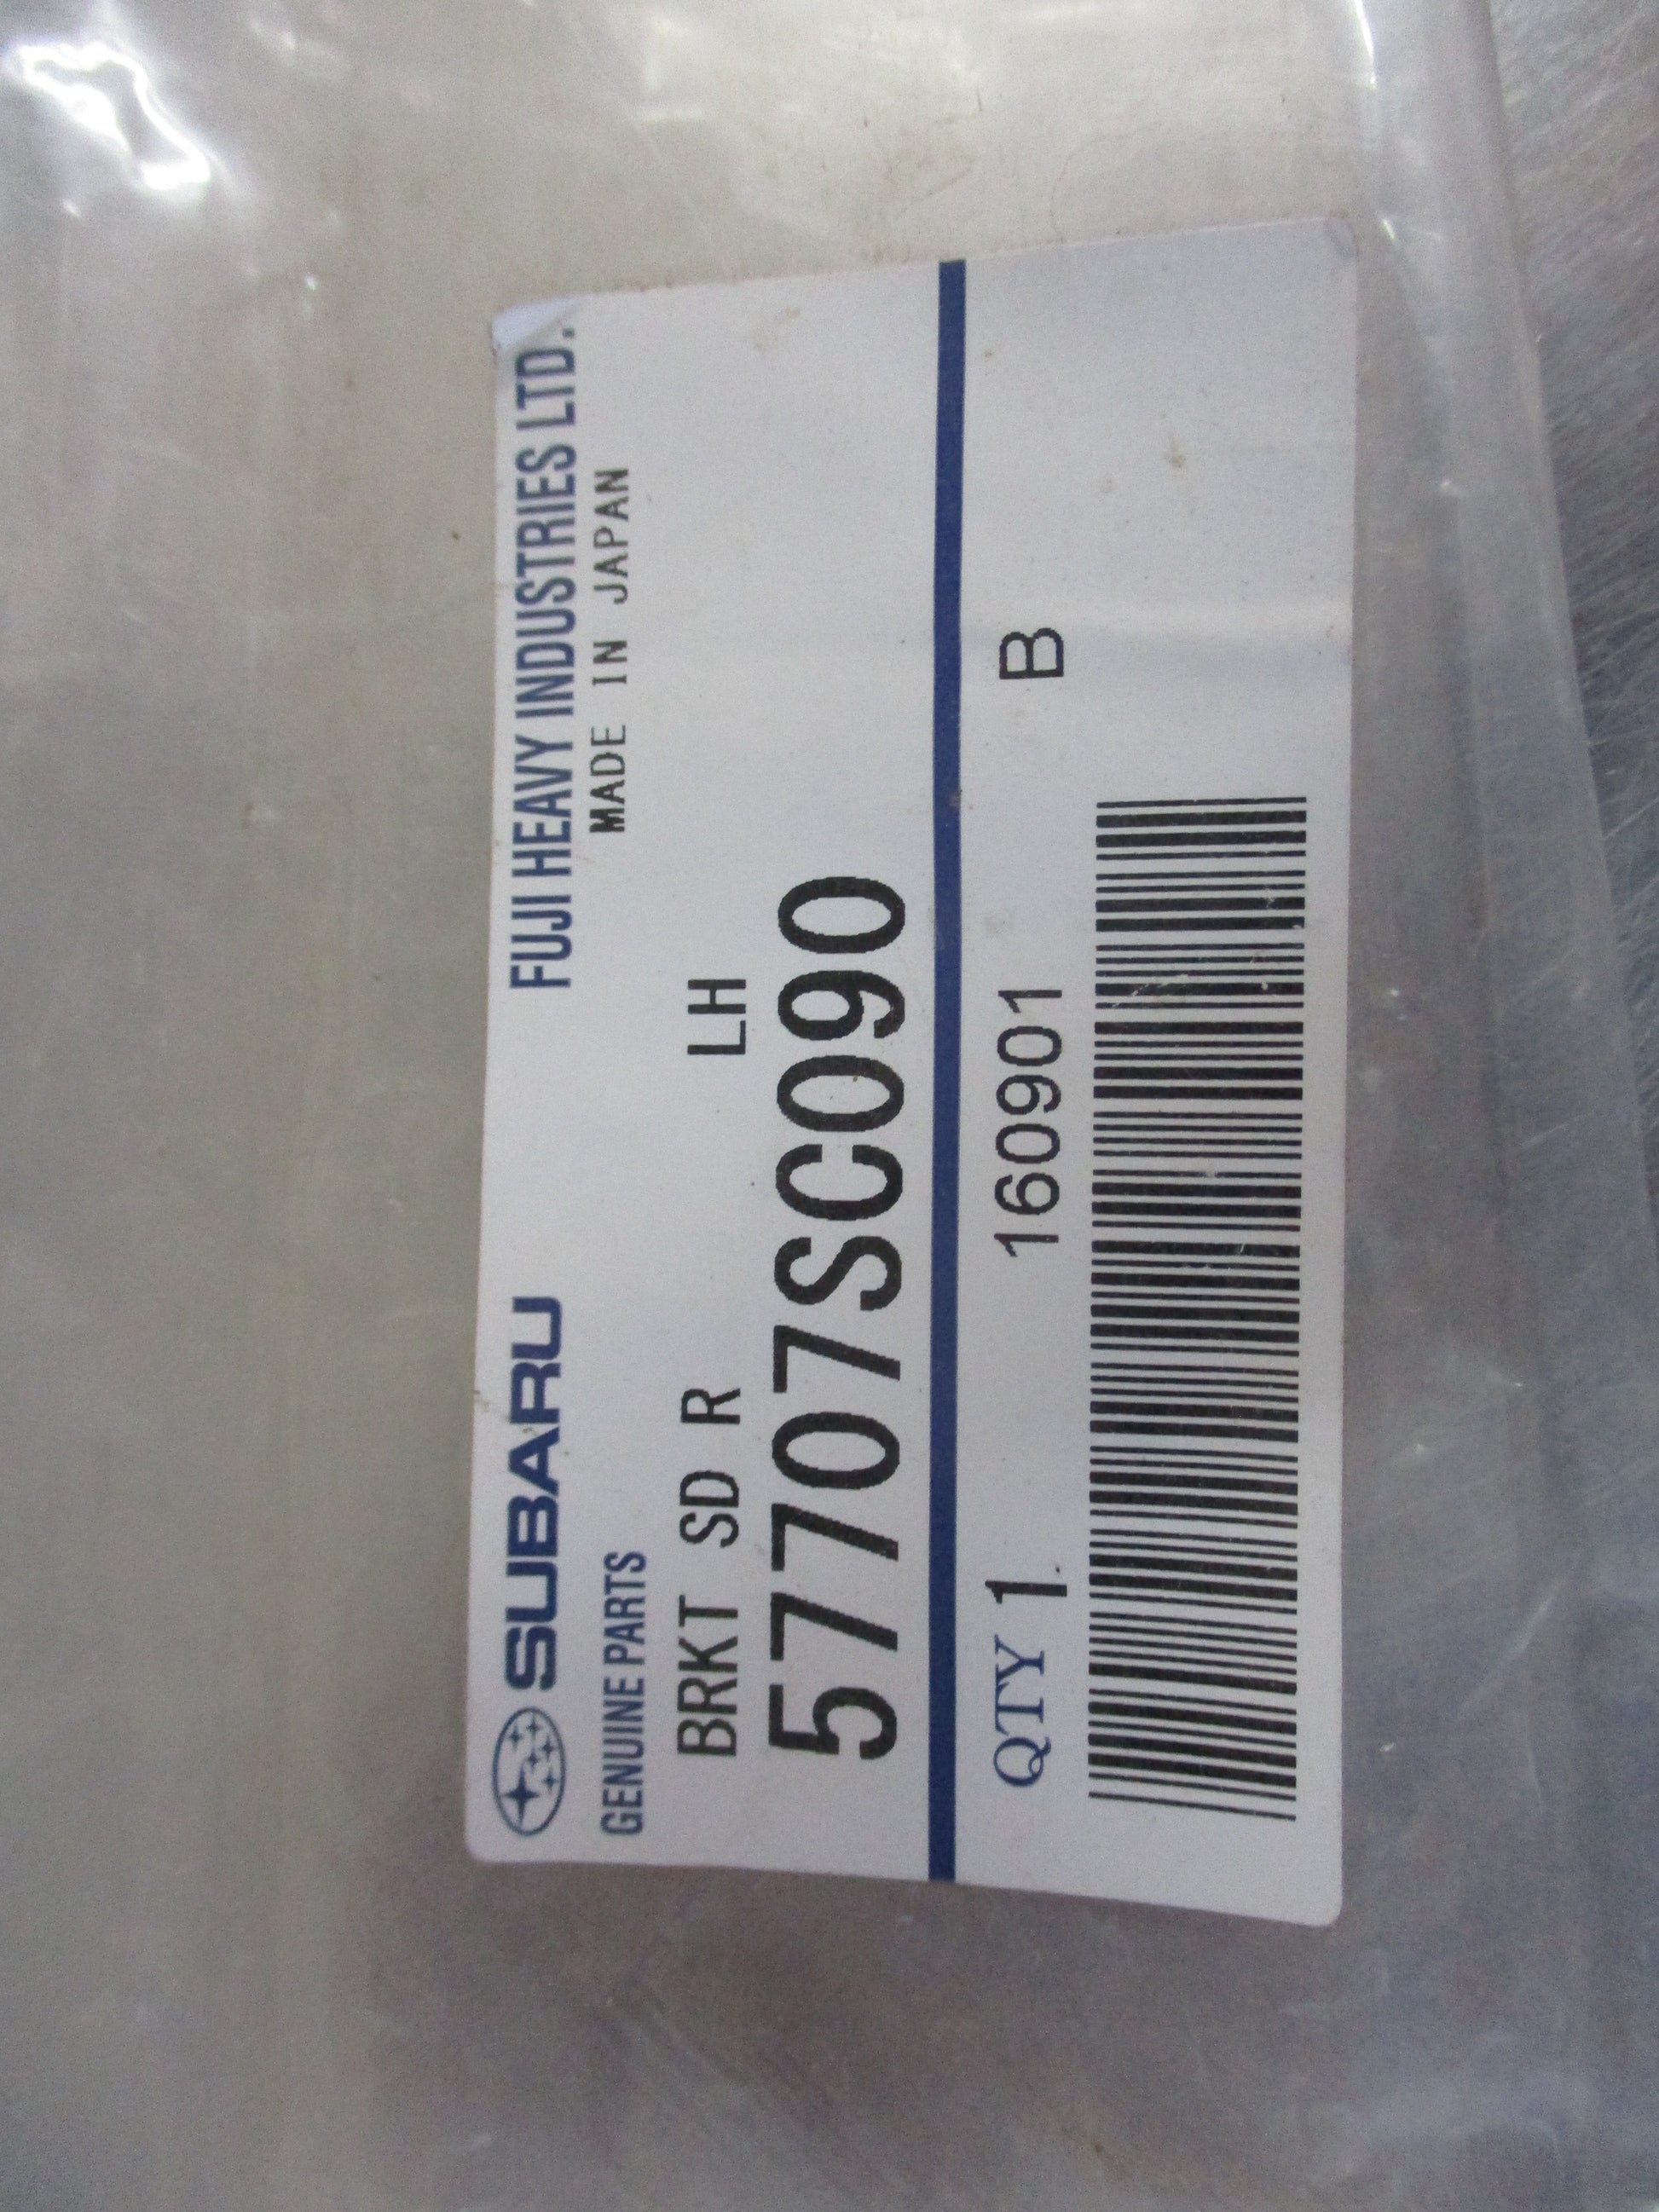 SUBARU FUJI HEAVY INDUSTRIES LTD.
GENUINE PARTS MADE IN JAPAN
BRKT SD R LH
57707SC090
QTY 1 160901 B